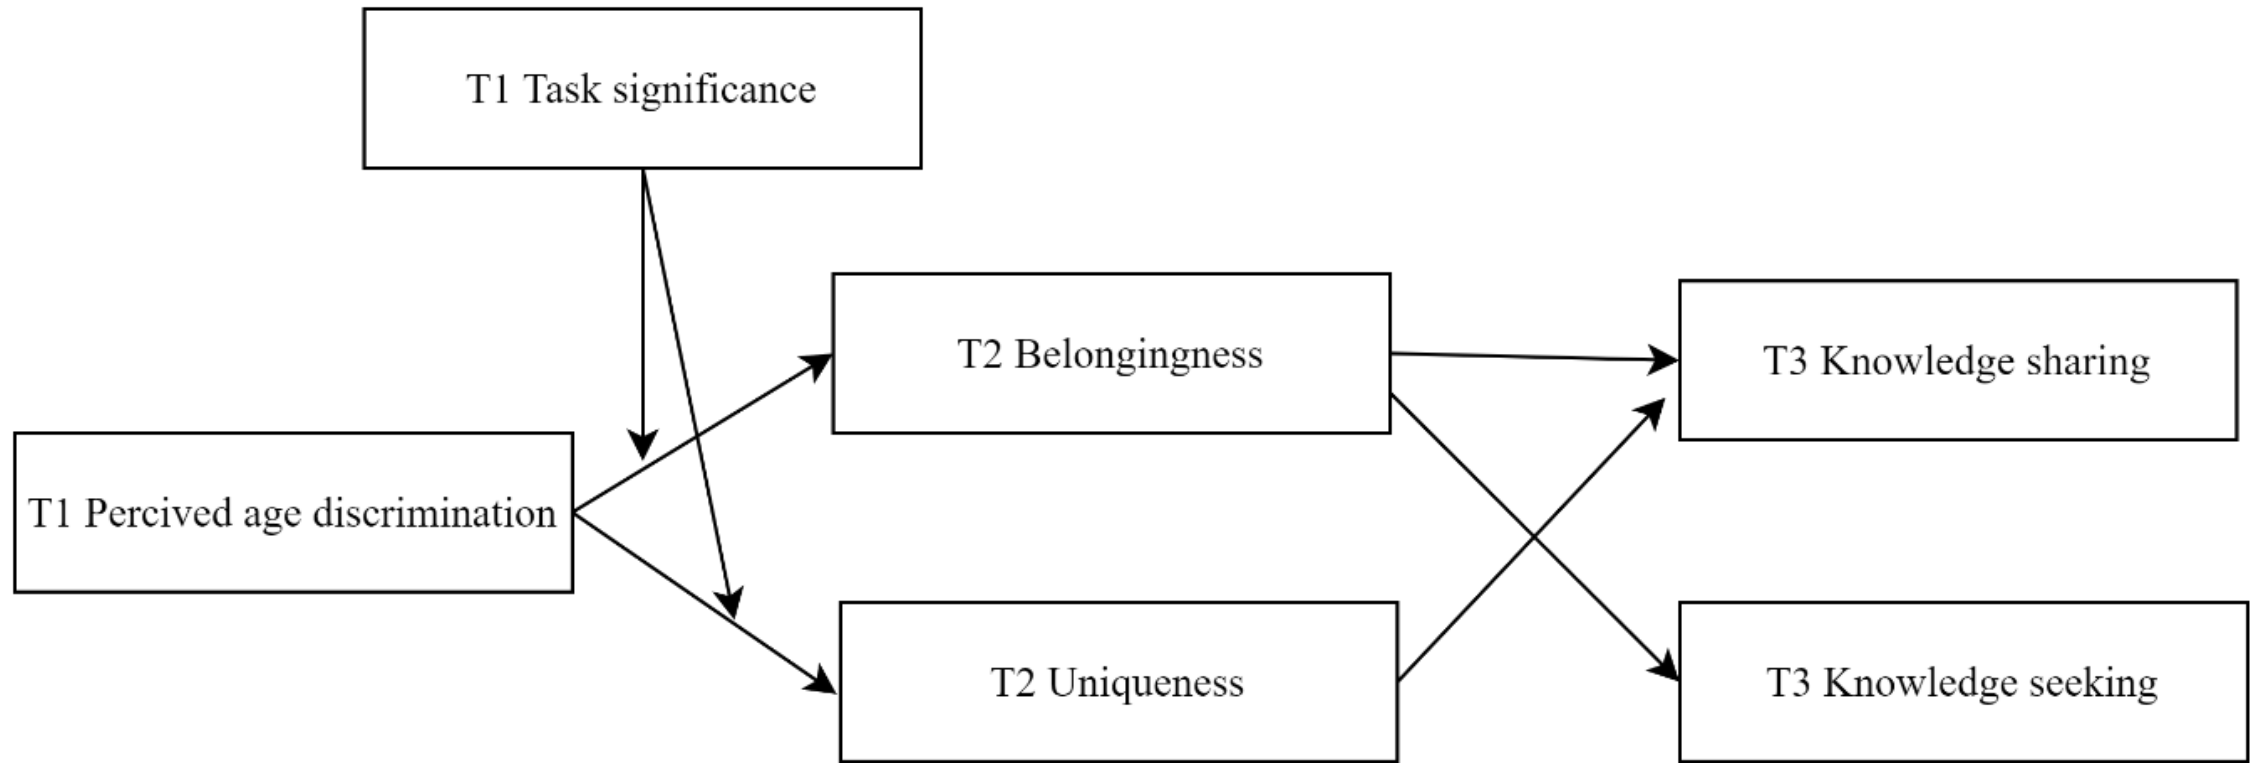 T1 Task significance
T2 Belongingness
T3 Knowledge sharing
T1 Percived age discrimination
T2 Uniqueness
T3 Knowledge seeking